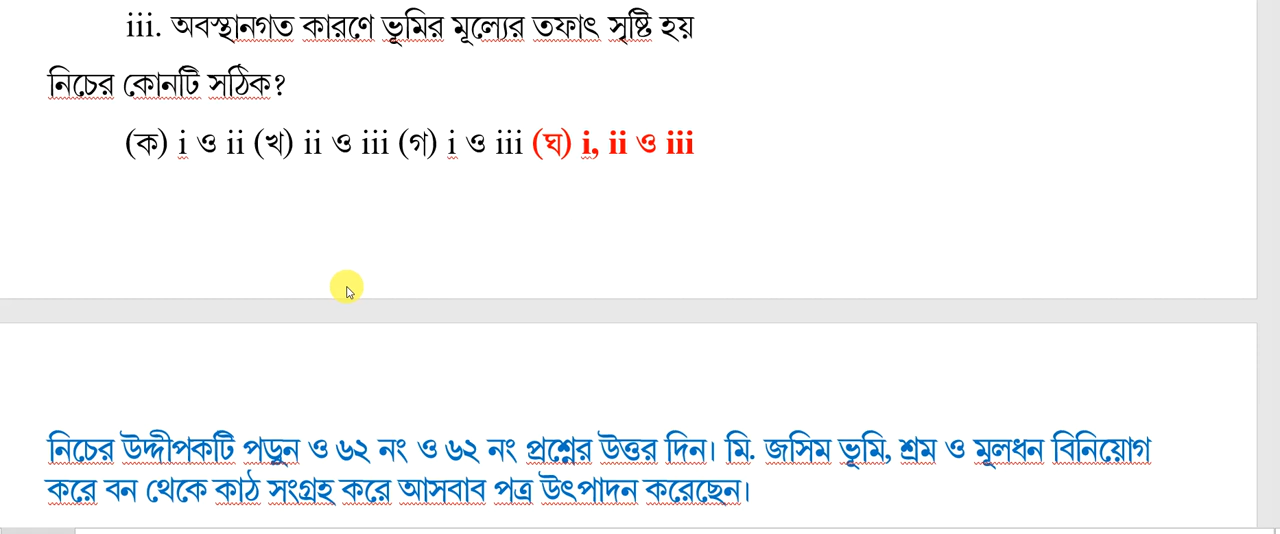 iii. অবস্থানগত কারণে ভূমির মূল্যের তফাৎ সৃষ্টি হয়
নিচের কোনটি সঠিক?
(ক) i ও ii (খ) ii ও iii (গ) i ও iii (ঘ) i, ii ও iii
নিচের উদ্দীপকটি পড়ুন ও ৬২ নং ও ৬২ নং প্রশ্নের উত্তর দিন। মি. জসিম ভূমি, শ্রম ও মূলধন বিনিয়োগ
করে বন থেকে কাঠ সংগ্রহ করে আসবাব পত্র উৎপাদন করেছেন।